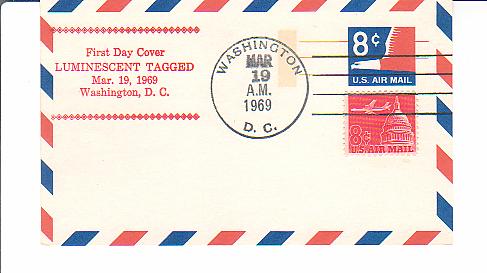 First Day Cover
LUMINESCENT TAGGED
Mar. 19, 1969
Washington, D. C.
WASHINGTON
MAR
19
A.M.
1969
D. C.
8¢
U.S. AIR MAIL
8¢
U.S. AIR MAIL